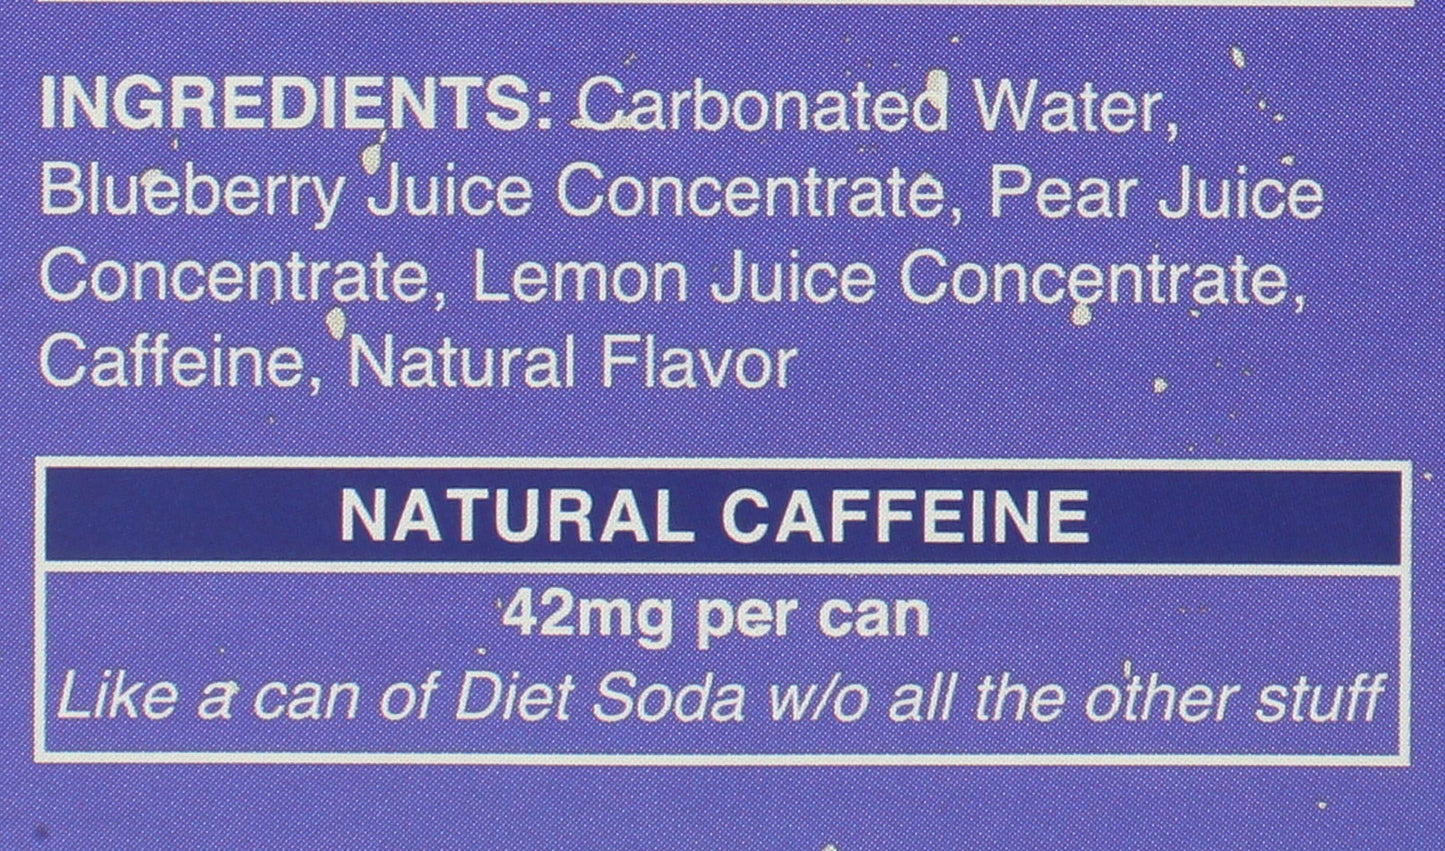 INGREDIENTS: Carbonated Water,
Blueberry Juice Concentrate, Pear Juice
Concentrate, Lemon Juice Concentrate,
Caffeine, Natural Flavor
NATURAL CAFFEINE
42mg per can
Like a can of Diet Soda w/o all the other stuff